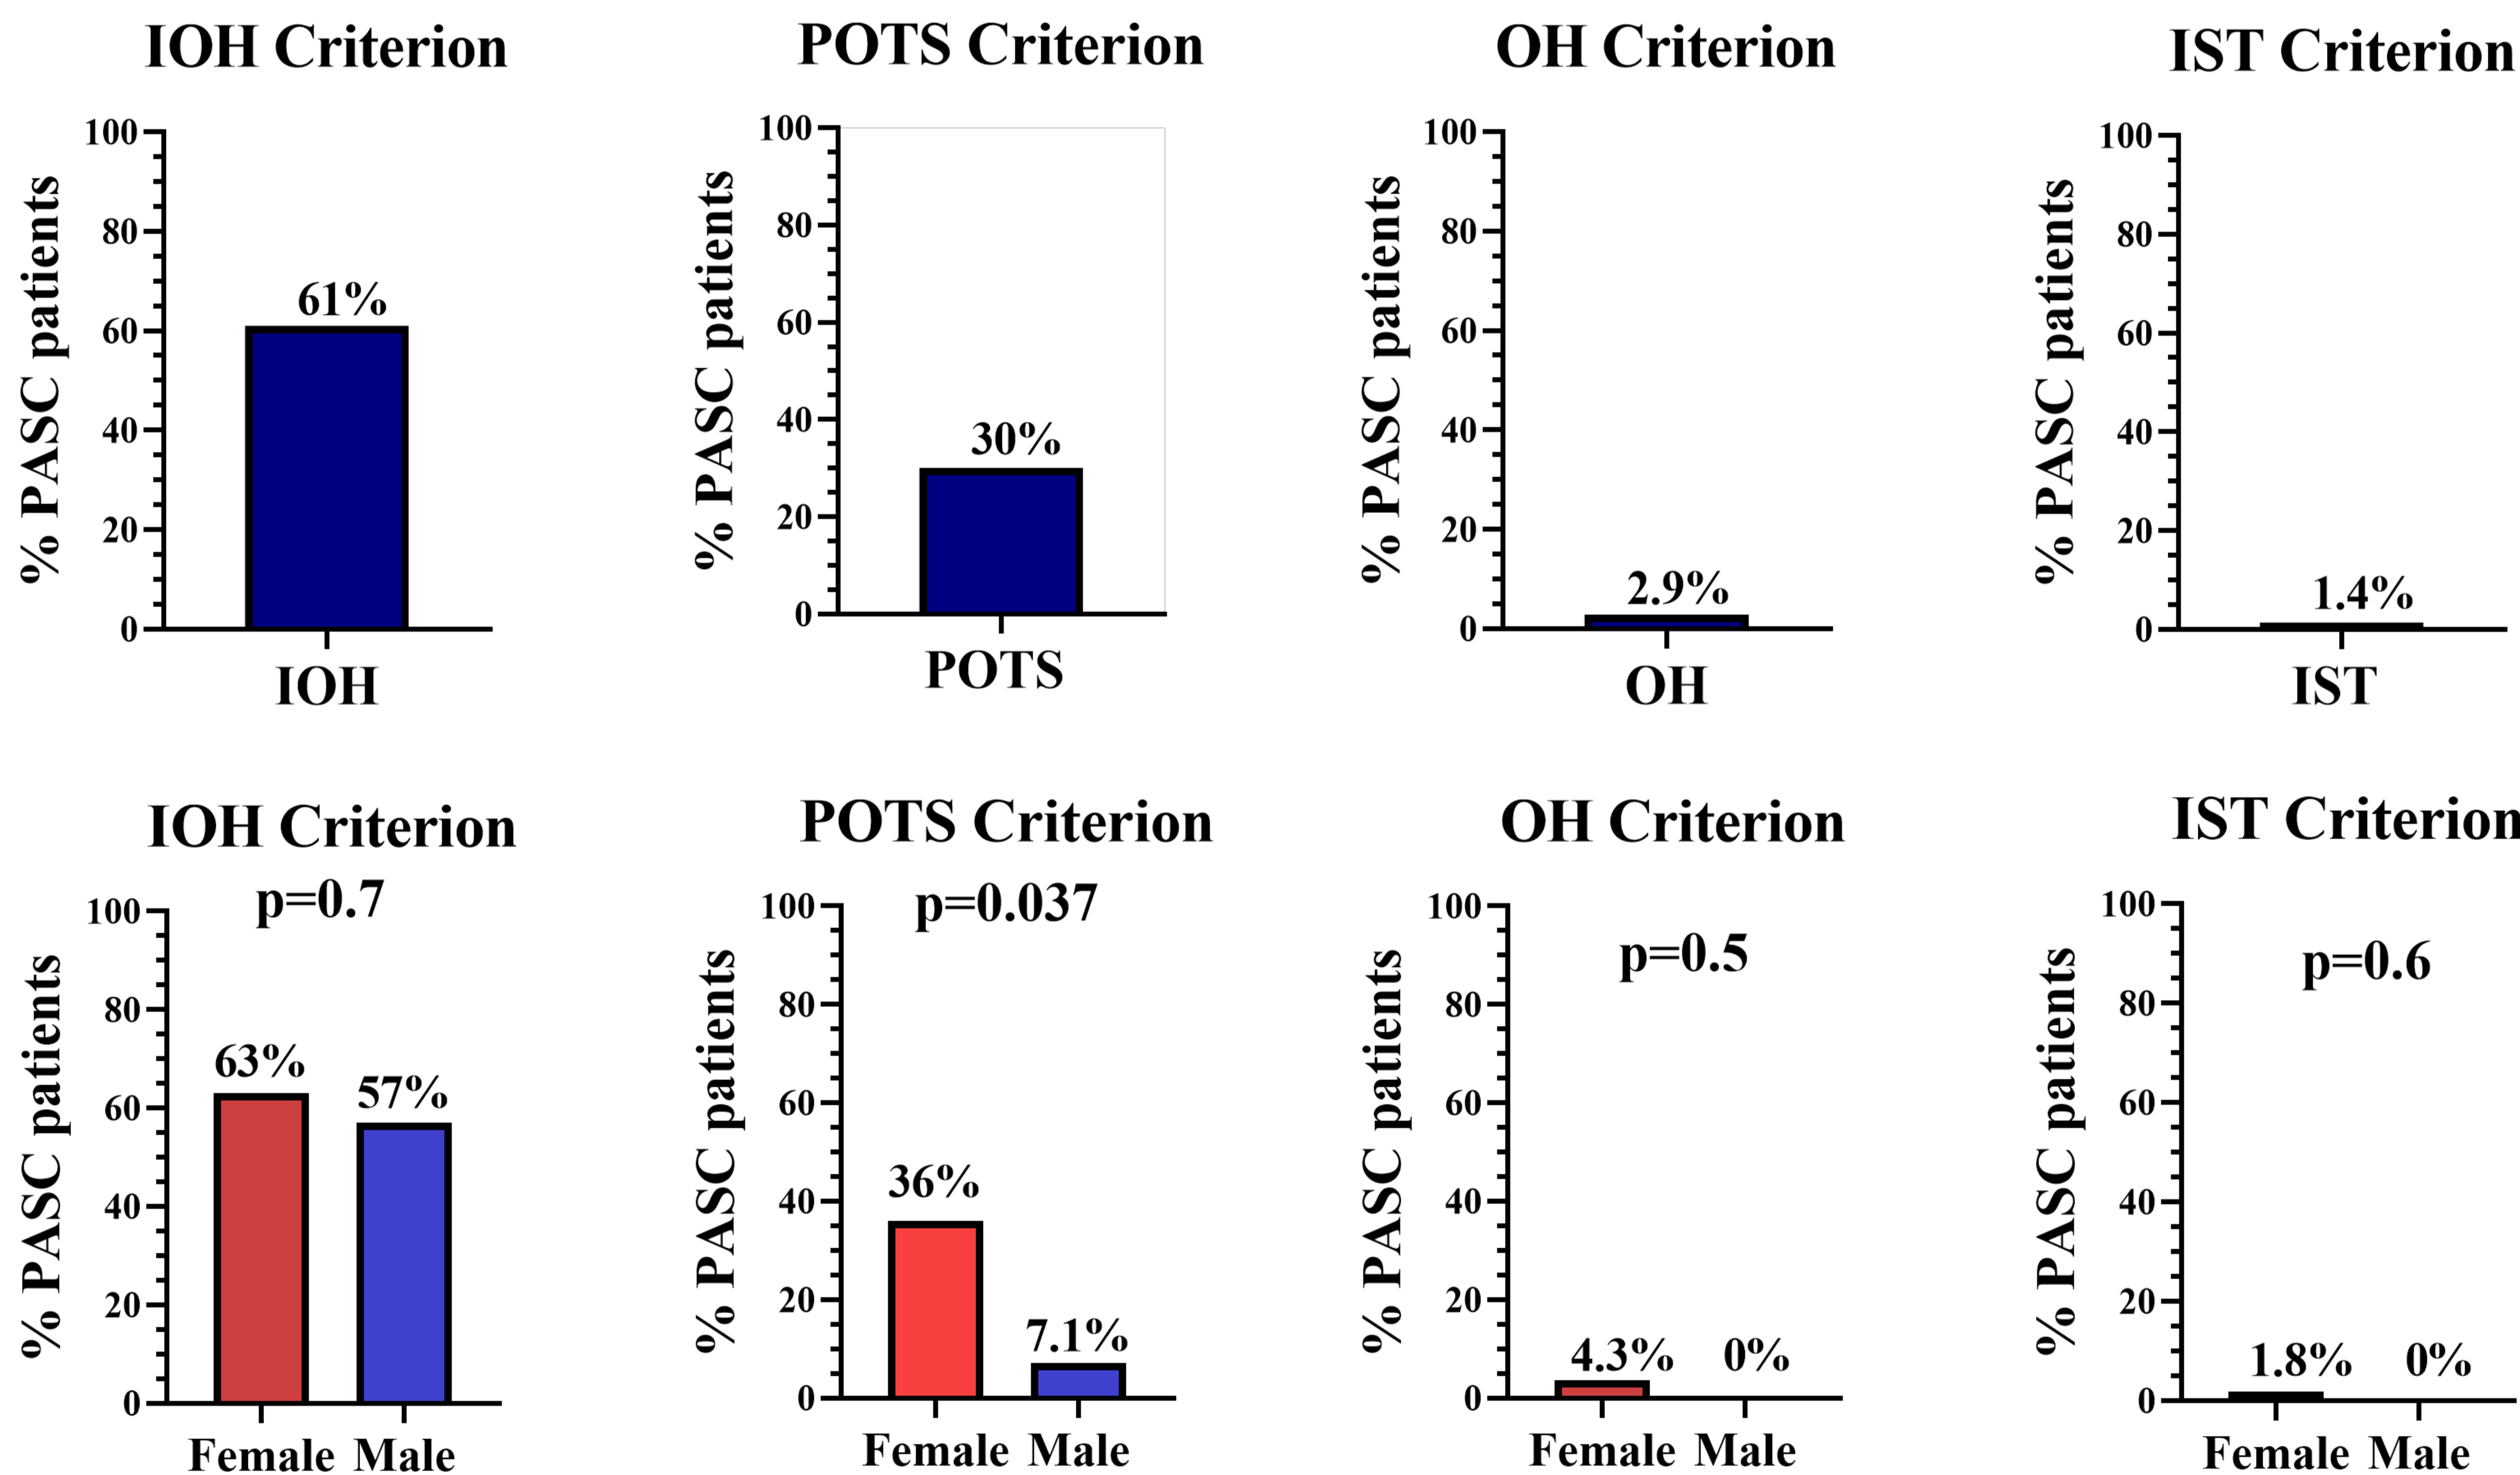 IOH Criterion
% PASC patients
100
80
60
40
20
0
61%
IOH
POTS Criterion
% PASC patients
100
80
60
40
20
0
30%
POTS
OH Criterion
% PASC patients
100
80
60
40
20
0
2.9%
OH
IST Criterion
% PASC patients
100
80
60
40
20
0
1.4%
IST
IOH Criterion
p=0.7
% PASC patients
100
80
60
40
20
0
63%
57%
Female Male
POTS Criterion
p=0.037
% PASC patients
100
80
60
40
20
0
36%
7.1%
Female Male
OH Criterion
p=0.5
% PASC patients
100
80
60
40
20
0
4.3% 0%
Female Male
IST Criterion
p=0.6
% PASC patients
100
80
60
40
20
0
1.8% 0%
Female Male